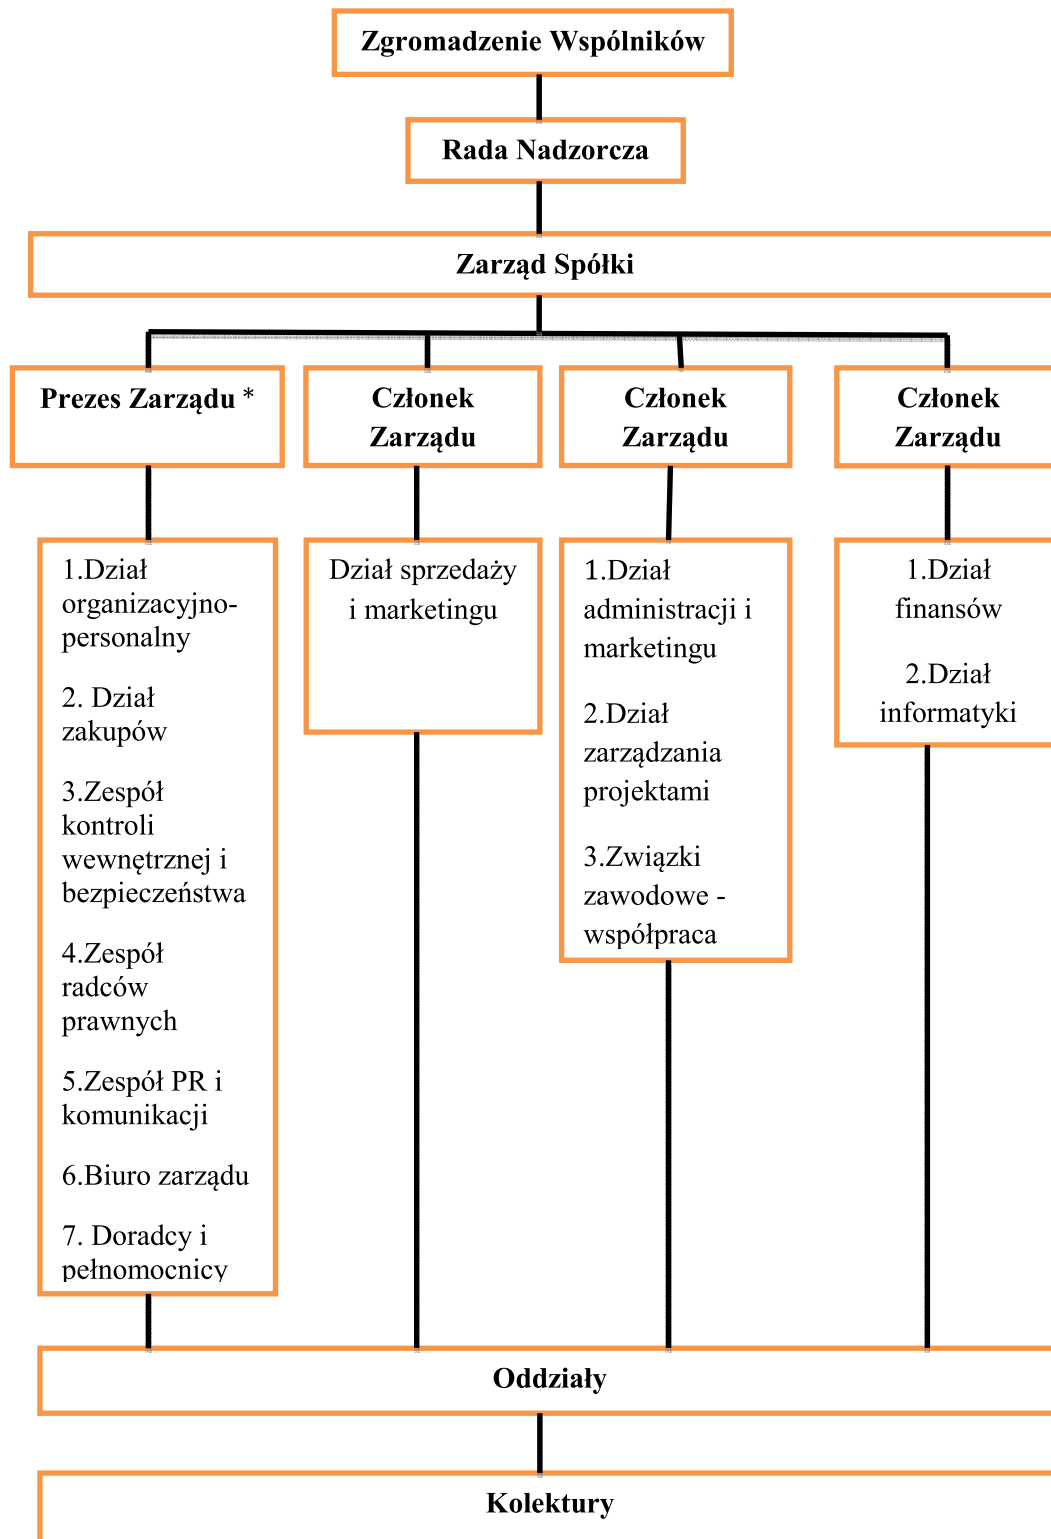 Zgromadzenie Wspólników
Rada Nadzorcza
Zarząd Spółki
Prezes Zarządu *
Członek
Zarządu
Członek
Zarządu
Członek
Zarządu
1.Dział
organizacyjno-
personalny
2. Dział
zakupów
3.Zespół
kontroli
wewnętrznej i
bezpieczeństwa
4.Zespół
radców
prawnych
5.Zespół PR i
komunikacji
6.Biuro zarządu
7. Doradcy i
pełnomocnicy
Dział sprzedaży
i marketingu
1.Dział
administracji i
marketingu
2.Dział
zarządzania
projektami
3.Związki
zawodowe -
współpraca
1.Dział
finansów
2.Dział
informatyki
Oddziały
Kolektury